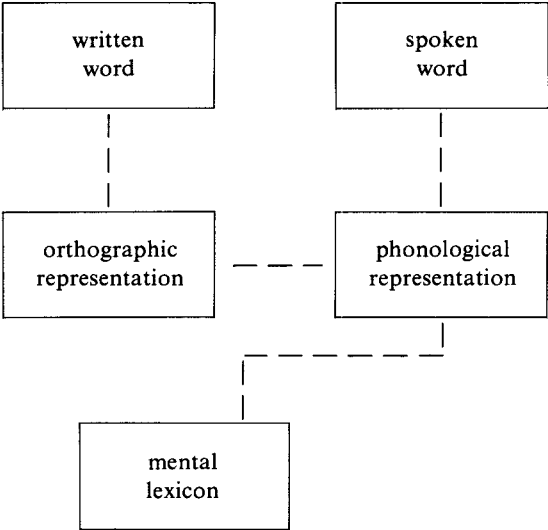 written
word
spoken
word
orthographic
representation
phonological
representation
mental
lexicon